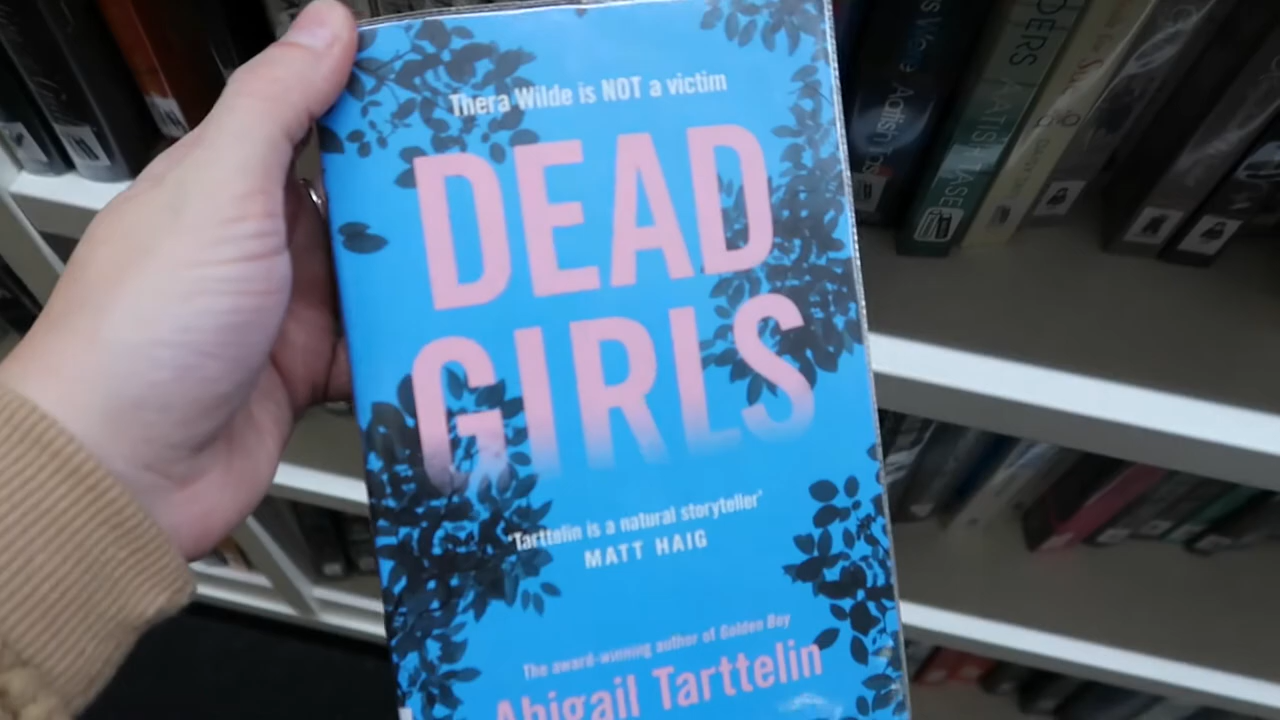 Thera Wilde is NOT a victim
DEAD
GIRLS
'Tarttelin is a natural storyteller'
MATT HAIG
The award-winning author of Golden Boy
Abigail Tarttelin